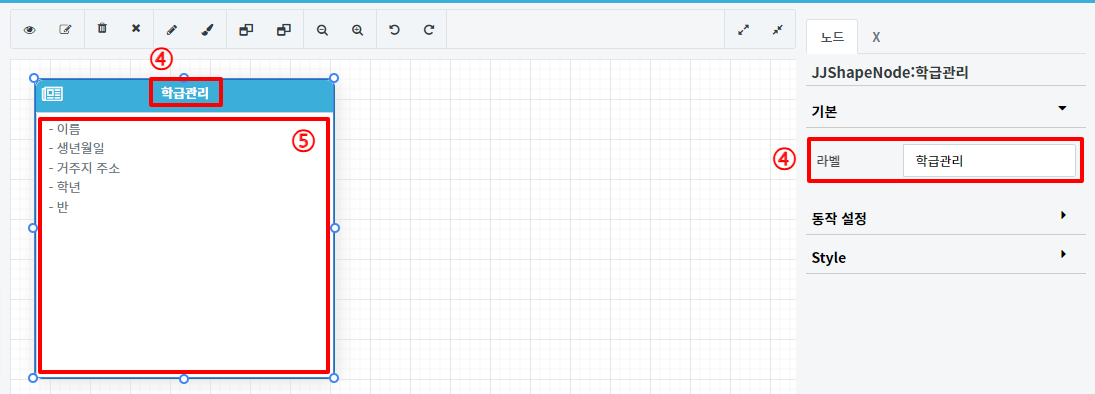 노드 X
④
JJShapeNode:학급관리
학급관리
기본
⑤
- 이름
- 생년월일
- 거주지 주소
- 학년
- 반
④
라벨 학급관리
동작 설정
Style